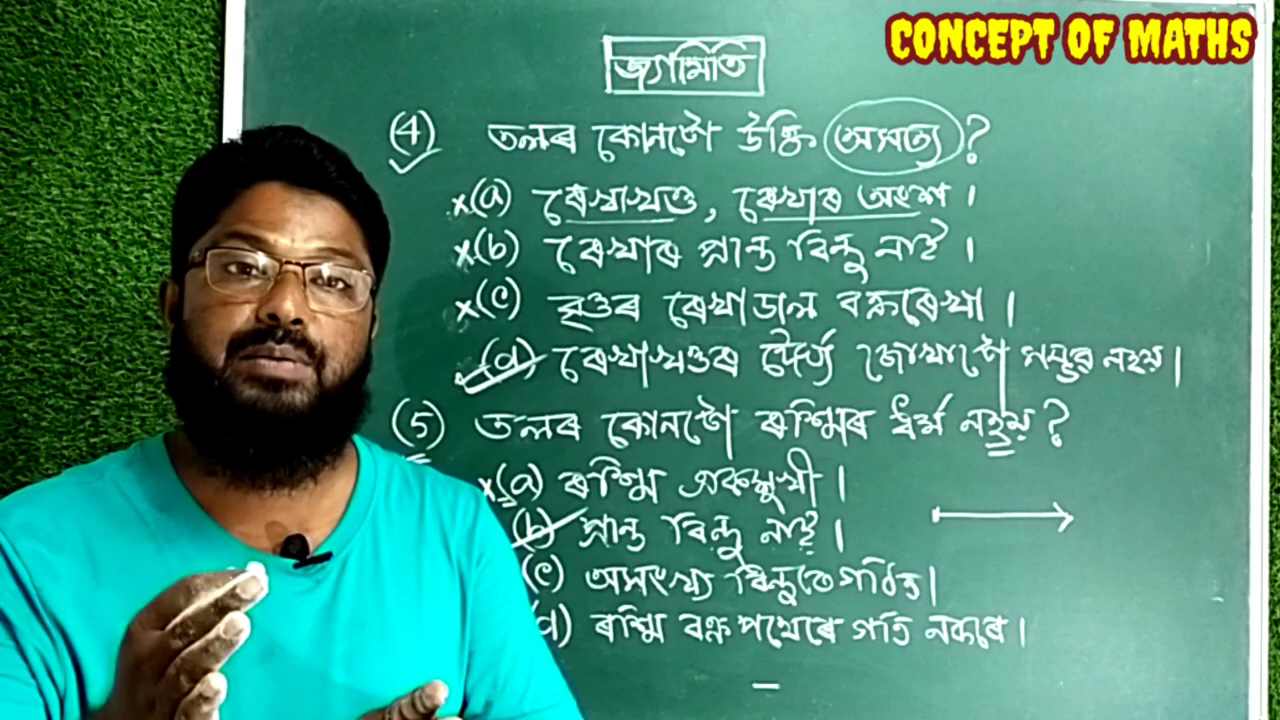 CONCEPT OF MATHS
জ্যামিতি
(4) তলৰ কোনটো উক্তি অসত্য ?
x(a) ৰেখাখণ্ড, ৰেখাৰ অংশ ।
x(b) ৰেখাৰ প্ৰান্ত বিন্দু নাই ।
x(c) বৃত্তৰ ৰেখাডাল বক্ৰৰেখা ।
(d) ৰেখাখণ্ডৰ দৈৰ্ঘ্য জোখাটো সম্ভৱ নহয় ।
(5) তলৰ কোনটো ৰশ্মিৰ ধৰ্ম নহয় ?
x(a) ৰশ্মি একমুখী ।
(b) প্ৰান্ত বিন্দু নাই ।
(c) অসংখ্য বিন্দুৰে গঠিত ।
(d) ৰশ্মি বক্ৰ পথেৰে গতি নকৰে ।